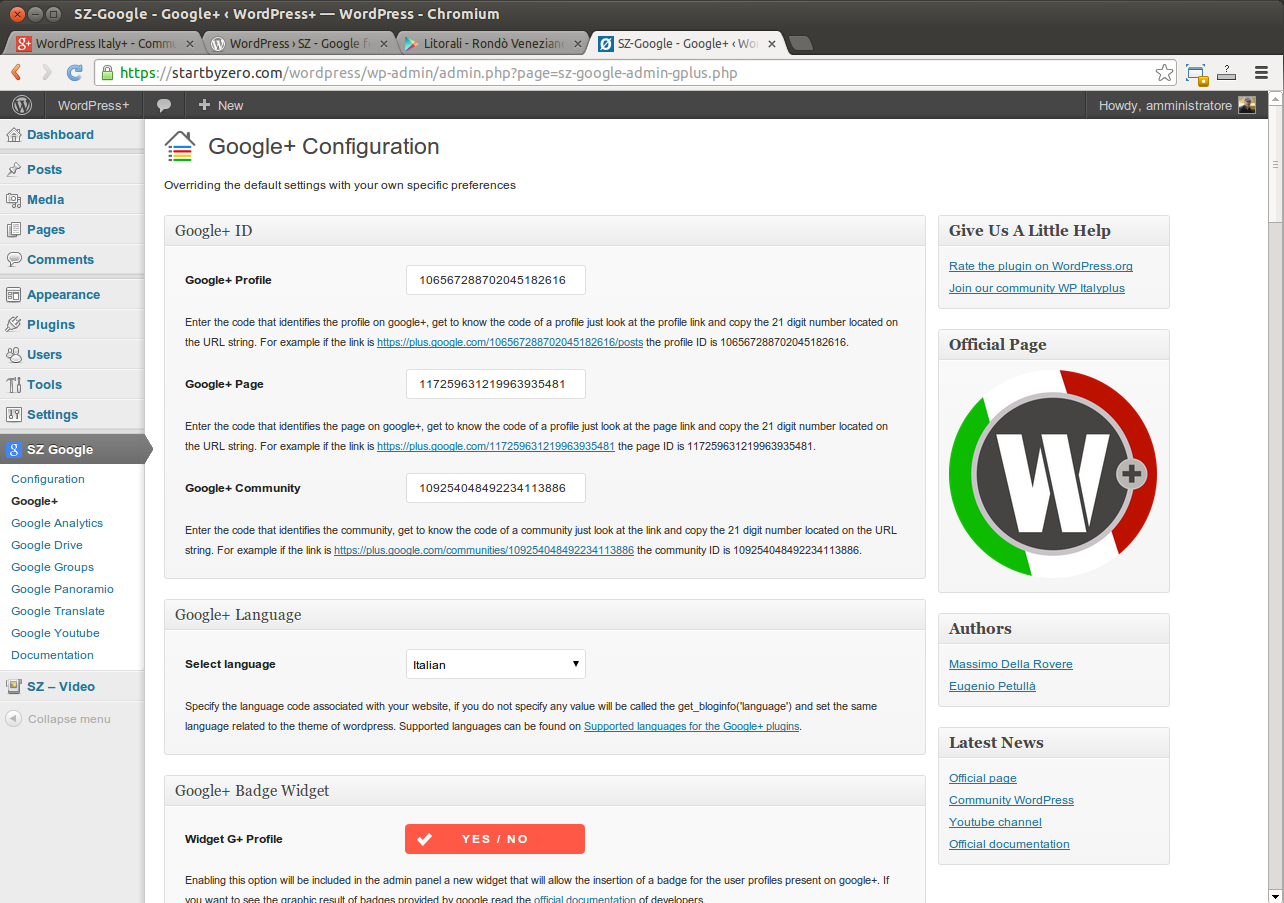 SZ-Google - Google+ ‹ WordPress+ — WordPress - Chromium
WordPress Italy+ - Commu
WordPress › SZ - Google f
Litorali - Rondò Venezian
SZ-Google - Google+ ‹ Wo
https://startbyzero.com/wordpress/wp-admin/admin.php?page=sz-google-admin-gplus.php
WordPress+
New
Howdy, amministratore
Dashboard
Posts
Media
Pages
Comments
Appearance
Plugins
Users
Tools
Settings
SZ Google
Configuration
Google+
Google Analytics
Google Drive
Google Groups
Google Panoramio
Google Translate
Google Youtube
Documentation
SZ – Video
Collapse menu
Google+ Configuration
Overriding the default settings with your own specific preferences
Google+ ID
Google+ Profile
106567288702045182616
Enter the code that identifies the profile on google+, get to know the code of a profile just look at the profile link and copy the 21 digit number located on
the URL string. For example if the link is https://plus.google.com/106567288702045182616/posts the profile ID is 106567288702045182616.
Google+ Page
117259631219963935481
Enter the code that identifies the page on google+, get to know the code of a profile just look at the page link and copy the 21 digit number located on
the URL string. For example if the link is https://plus.google.com/117259631219963935481 the page ID is 117259631219963935481.
Google+ Community
109254048492234113886
Enter the code that identifies the community, get to know the code of a community just look at the link and copy the 21 digit number located on the URL
string. For example if the link is https://plus.google.com/communities/109254048492234113886 the community ID is 109254048492234113886.
Google+ Language
Select language
Italian
Specify the language code associated with your website, if you do not specify any value will be called the get_bloginfo('language') and set the same
language related to the theme of wordpress. Supported languages can be found on Supported languages for the Google+ plugins.
Google+ Badge Widget
Widget G+ Profile
YES / NO
Enabling this option will be included in the admin panel a new widget that will allow the insertion of a badge for the user profiles present on google+. If
you want to see the graphic result of badges provided by google read the official documentation of developers.
Give Us A Little Help
Rate the plugin on WordPress.org
Join our community WP Italyplus
Official Page
W
Authors
Massimo Della Rovere
Eugenio Petullà
Latest News
Official page
Community WordPress
Youtube channel
Official documentation